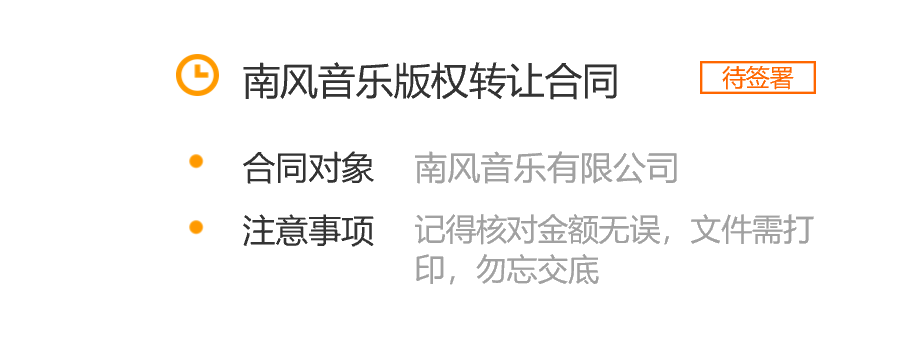 南风音乐版权转让合同 待签署
合同对象 南风音乐有限公司
注意事项 记得核对金额无误，文件需打
印，勿忘交底